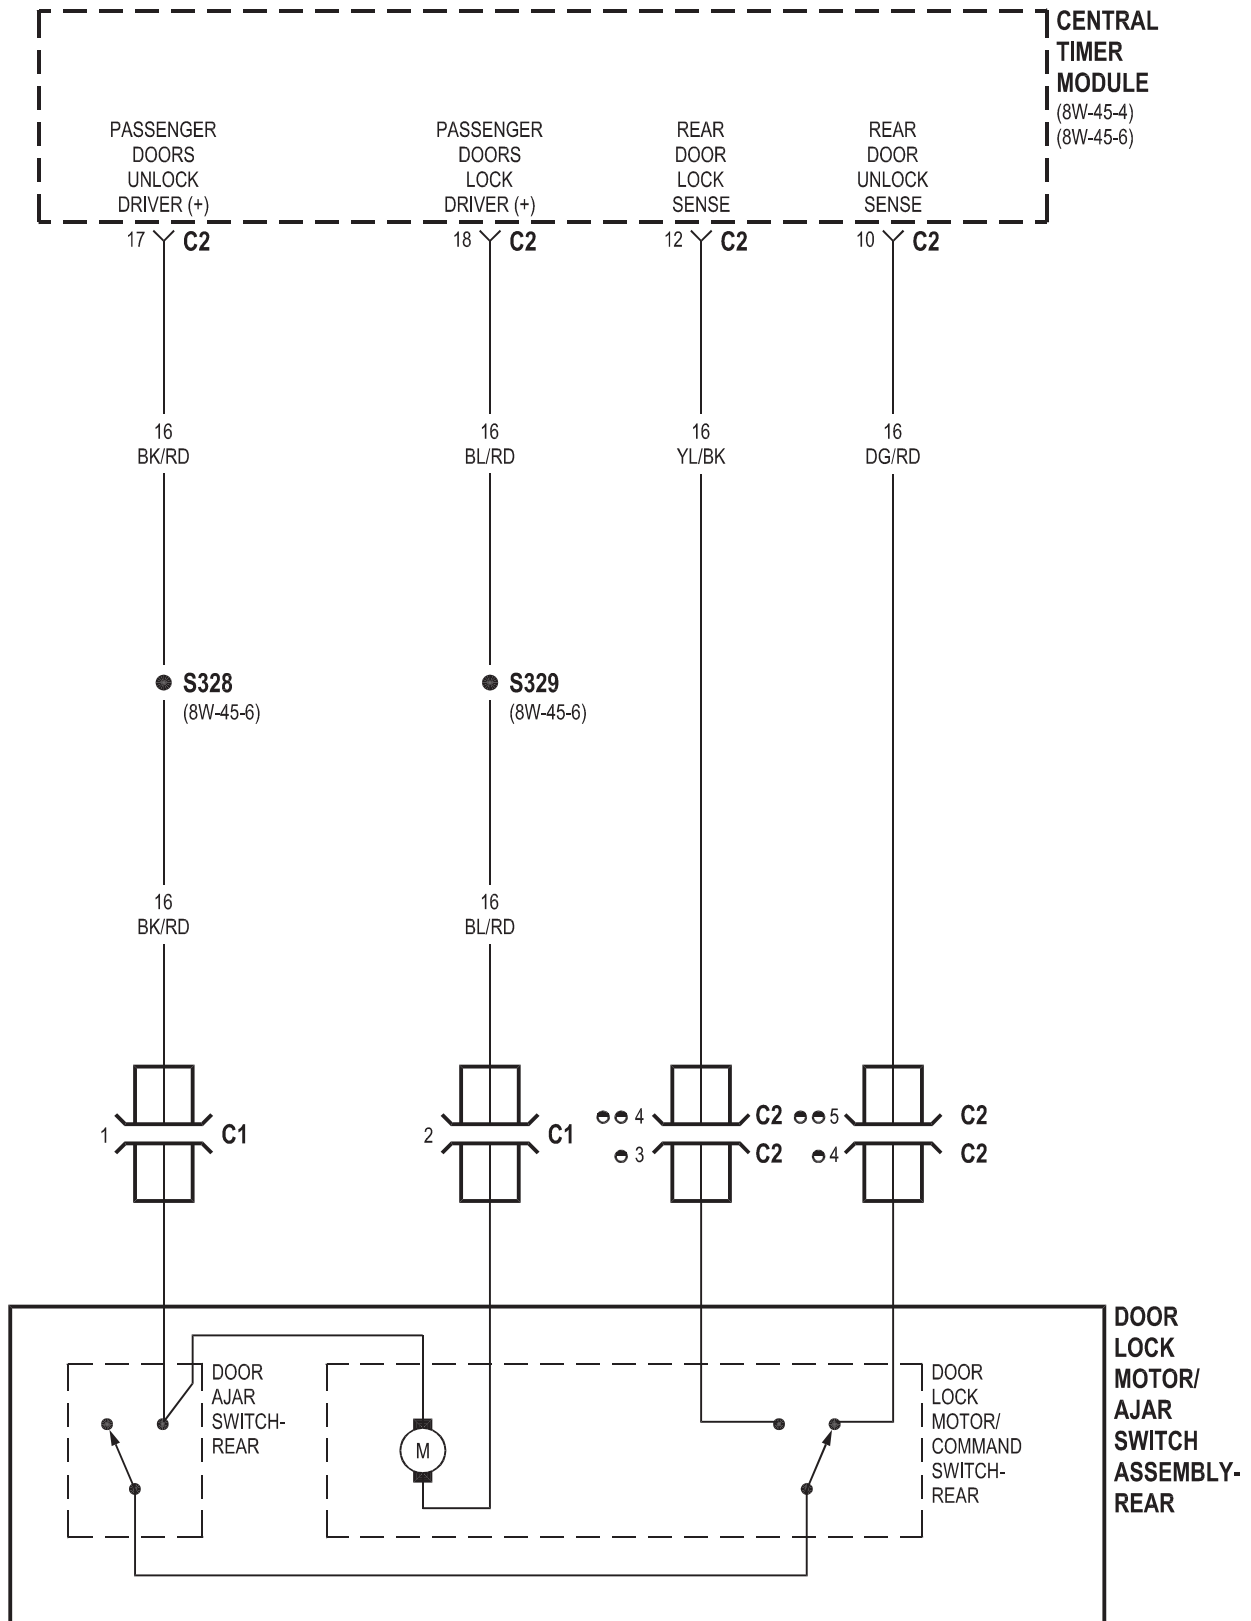 CENTRAL
TIMER
MODULE
(8W-45-4)
(8W-45-6)
PASSENGER
DOORS
UNLOCK
DRIVER (+)
PASSENGER
DOORS
LOCK
DRIVER (+)
REAR
DOOR
LOCK
SENSE
REAR
DOOR
UNLOCK
SENSE
17 C2
18 C2
12 C2
10 C2
16
BK/RD
16
BL/RD
16
YL/BK
16
DG/RD
S328
(8W-45-6)
S329
(8W-45-6)
16
BK/RD
16
BL/RD
1 C1
2 C1
4 C2
3 C2
5 C2
4 C2
DOOR
LOCK
MOTOR/
AJAR
SWITCH
ASSEMBLY-
REAR
DOOR
AJAR
SWITCH-
REAR
M
DOOR
LOCK
MOTOR/
COMMAND
SWITCH-
REAR